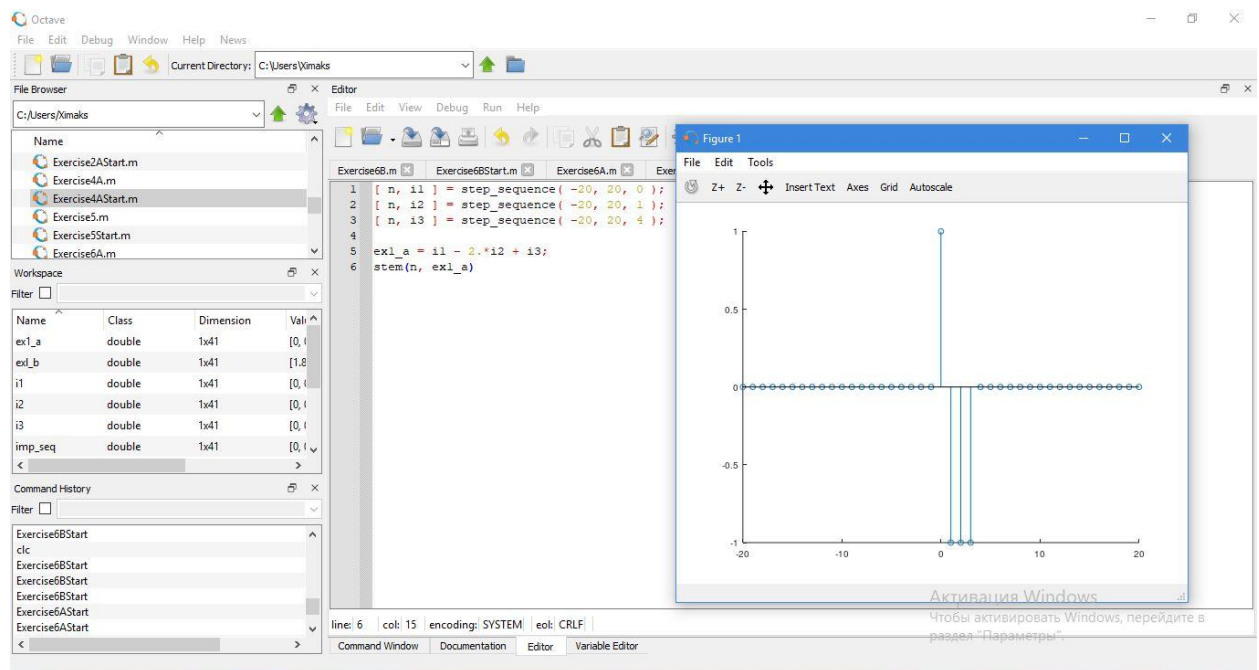 Octave
File Edit Debug Window Help News
Current Directory: C:\Users\Ximaks
File Browser
C:/Users/Ximaks
Name
Exercise2AStart.m
Exercise4A.m
Exercise4AStart.m
Exercise5.m
Exercise5Start.m
Exercise6A.m
Workspace
Filter
Name Class Dimension Valu
ex1_a double 1x41 [0,
exl_b double 1x41 [1.8
i1 double 1x41 [0,
i2 double 1x41 [0,
i3 double 1x41 [0,
imp_seq double 1x41 [0,
Command History
Filter
Exercise6BStart
clc
Exercise6BStart
Exercise6BStart
Exercise6BStart
Exercise6AStart
Exercise6AStart
Editor
File Edit View Debug Run Help
Exercise6B.m Exercise6BStart.m Exercise6A.m Exer
1 [ n, i1 ] = step_sequence( -20, 20, 0 );
2 [ n, i2 ] = step_sequence( -20, 20, 1 );
3 [ n, i3 ] = step_sequence( -20, 20, 4 );
4
5 ex1_a = i1 - 2.*i2 + i3;
6 stem(n, ex1_a)
line: 6 col: 15 encoding: SYSTEM eol: CRLF
Command Window Documentation Editor Variable Editor
Figure 1
File Edit Tools
Z+ Z- Insert Text Axes Grid Autoscale
1
0.5
0
-0.5
-1
-20 -10 0 10 20
Активация Windows
Чтобы активировать Windows, перейдите в
раздел "Параметры".